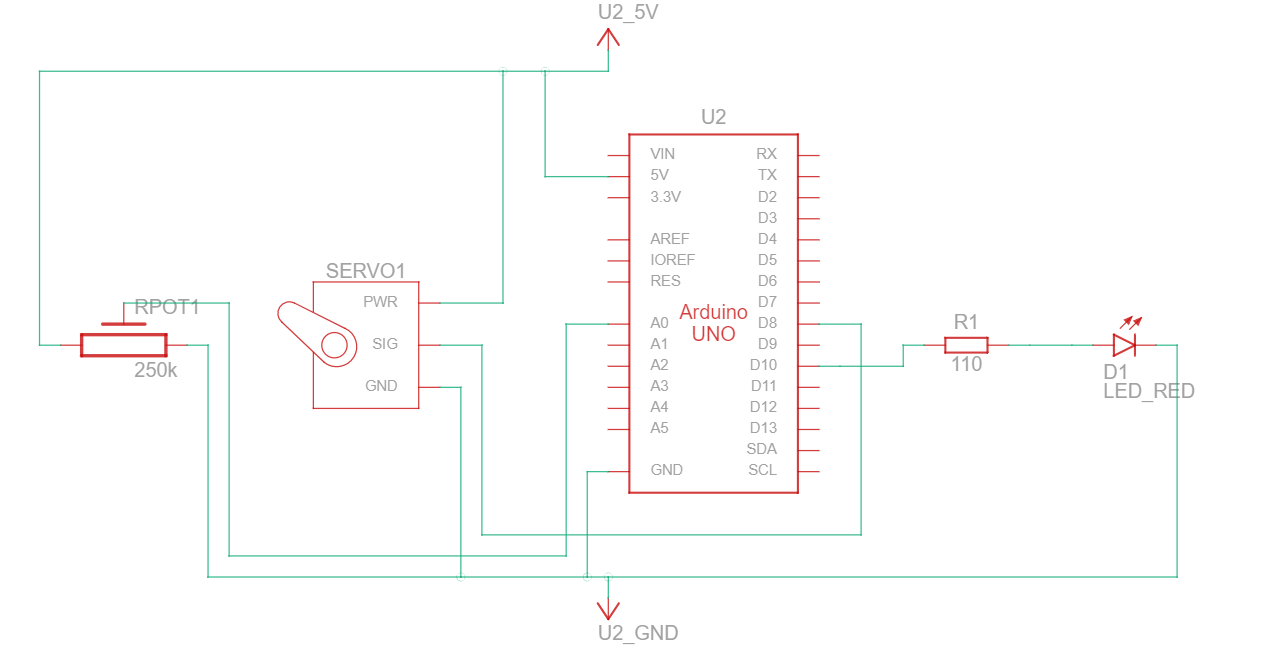 U2_5V
U2
VIN
5V
3.3V
AREF
IOREF
RES
A0
A1
A2
A3
A4
A5
GND
Arduino
UNO
RX
TX
D2
D3
D4
D5
D6
D7
D8
D9
D10
D11
D12
D13
SDA
SCL
SERVO1
PWR
SIG
GND
RPOT1
250k
R1
110
D1
LED_RED
U2_GND